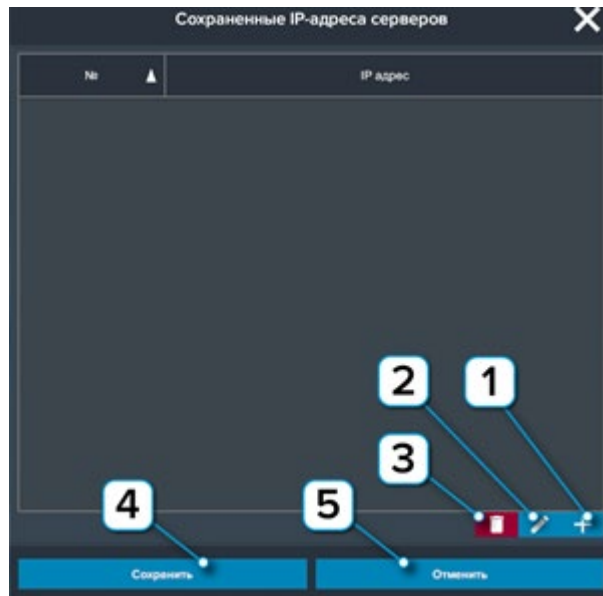 Сохраненные IP-адреса серверов
№ IP адрес
2 1
3
4 5
Сохранить Отменить